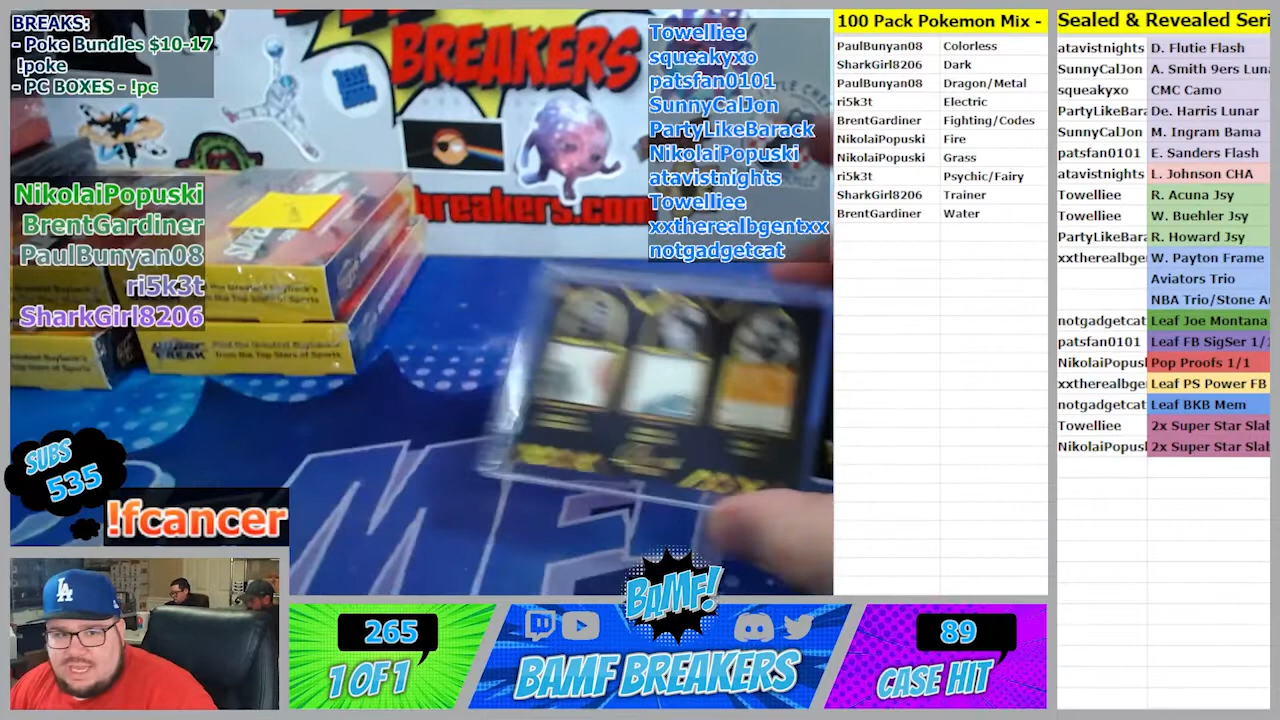 BREAKS:
- Poke Bundles $10-17
!poke
- PC BOXES - !pc
BREAKERS
breakers.com
NikolaiPopuski
BrentGardiner
PaulBunyan08
ri5k3t
SharkGirl8206
Towelliee
squeakyxo
patsfan0101
SunnyCalJon
PartyLikeBarack
NikolaiPopuski
atavistnights
Towelliee
xxtherealbgentxx
notgadgetcat
100 Pack Pokemon Mix -
PaulBunyan08 Colorless
SharkGirl8206 Dark
PaulBunyan08 Dragon/Metal
ri5k3t Electric
BrentGardiner Fighting/Codes
NikolaiPopuski Fire
NikolaiPopuski Grass
ri5k3t Psychic/Fairy
SharkGirl8206 Trainer
BrentGardiner Water
Sealed & Revealed Seri
atavistnights D. Flutie Flash
SunnyCalJon A. Smith 9ers Luna
squeakyxo CMC Camo
PartyLikeBara De. Harris Lunar
SunnyCalJon M. Ingram Lama
patsfan0101 E. Sanders Flash
atavistnights L. Johnson CHA
Towelliee R. Acuna Jsy
Towelliee W. Buehler Jsy
PartyLikeBara R. Howard Jsy
xxtherealbge W. Payton Frame
Aviators Trio
NBA Trio/Stone A
notgadgetcat Leaf Joe Montana
patsfan0101 Leaf FB SigSer 1/
NikolaiPopusl Pop Proofs 1/1
xxtherealbge Leaf PS Power FB
notgadgetcat Leaf BKB Mem
Towelliee 2x Super Star Slab
NikolaiPopusl 2x Super Star Slab
SUBS
535
!fcancer
LA
265
1 OF 1
BAMF!
BAMF BREAKERS
89
CASE HIT